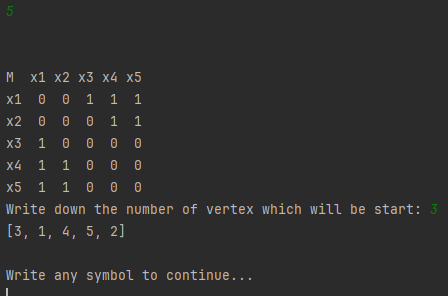 5
M  x1 x2 x3 x4 x5
x1  0  0  1  1  1
x2  0  0  0  1  1
x3  1  0  0  0  0
x4  1  1  0  0  0
x5  1  1  0  0  0
Write down the number of vertex which will be start: 3
[3, 1, 4, 5, 2]
Write any symbol to continue...